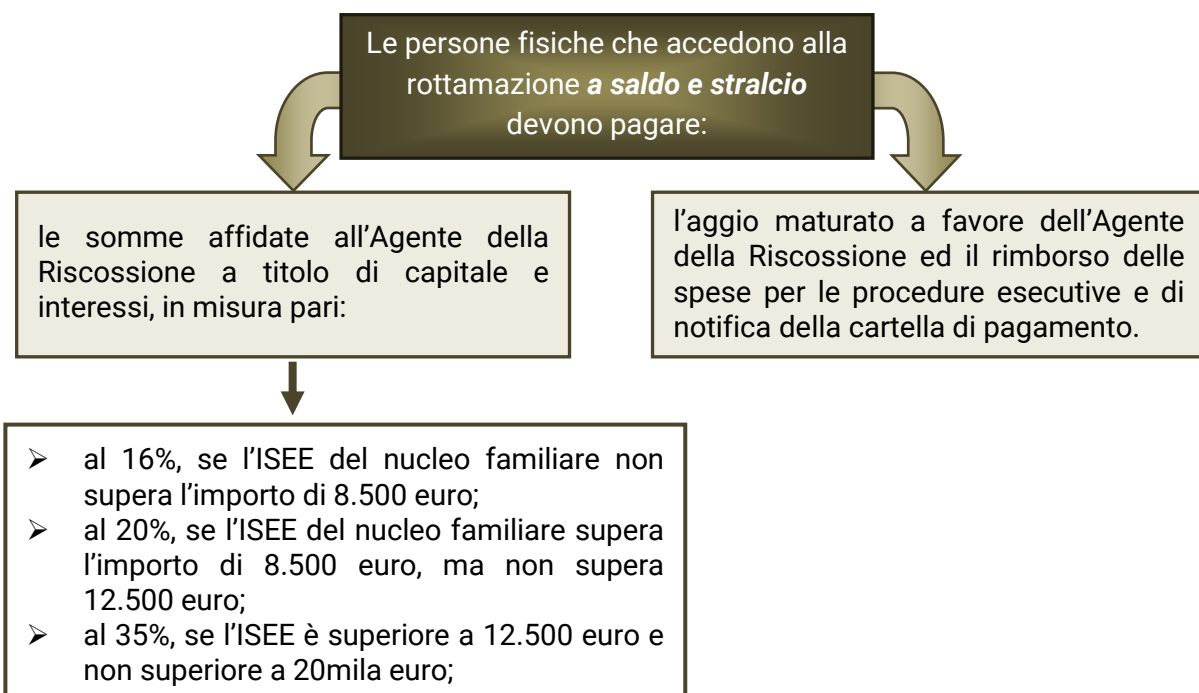 Le persone fisiche che accedono alla
rottamazione a saldo e stralcio
devono pagare:
le somme affidate all’Agente della
Riscossione a titolo di capitale e
interessi, in misura pari:
l’aggio maturato a favore dell’Agente
della Riscossione ed il rimborso delle
spese per le procedure esecutive e di
notifica della cartella di pagamento.
➢ al 16%, se l’ISEE del nucleo familiare non
supera l’importo di 8.500 euro;
➢ al 20%, se l’ISEE del nucleo familiare supera
l’importo di 8.500 euro, ma non supera
12.500 euro;
➢ al 35%, se l’ISEE è superiore a 12.500 euro e
non superiore a 20mila euro;